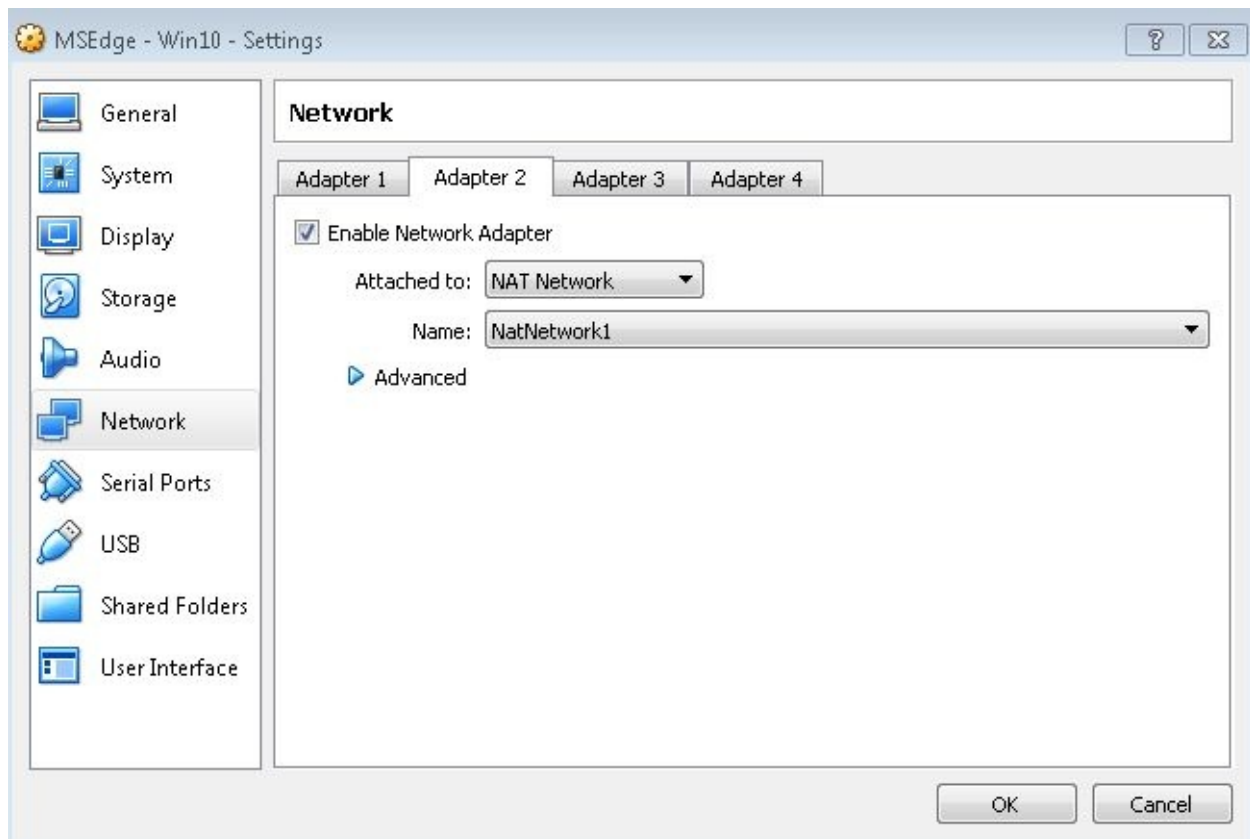 MSEdge - Win10 - Settings
General
System
Display
Storage
Audio
Network
Serial Ports
USB
Shared Folders
User Interface
Network
Adapter 1 Adapter 2 Adapter 3 Adapter 4
Enable Network Adapter
Attached to: NAT Network
Name: NatNetwork1
Advanced
OK Cancel